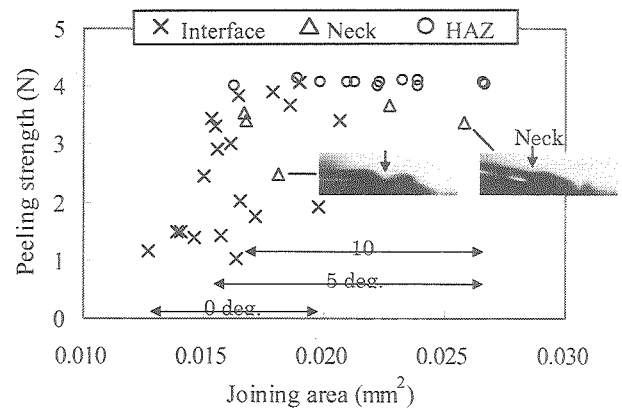 5
× Interface △ Neck ○ HAZ
4
3
2
1
0
Peeling strength (N)
Neck
10
5 deg.
0 deg.
0.010 0.015 0.020 0.025 0.030
Joining area (mm²)